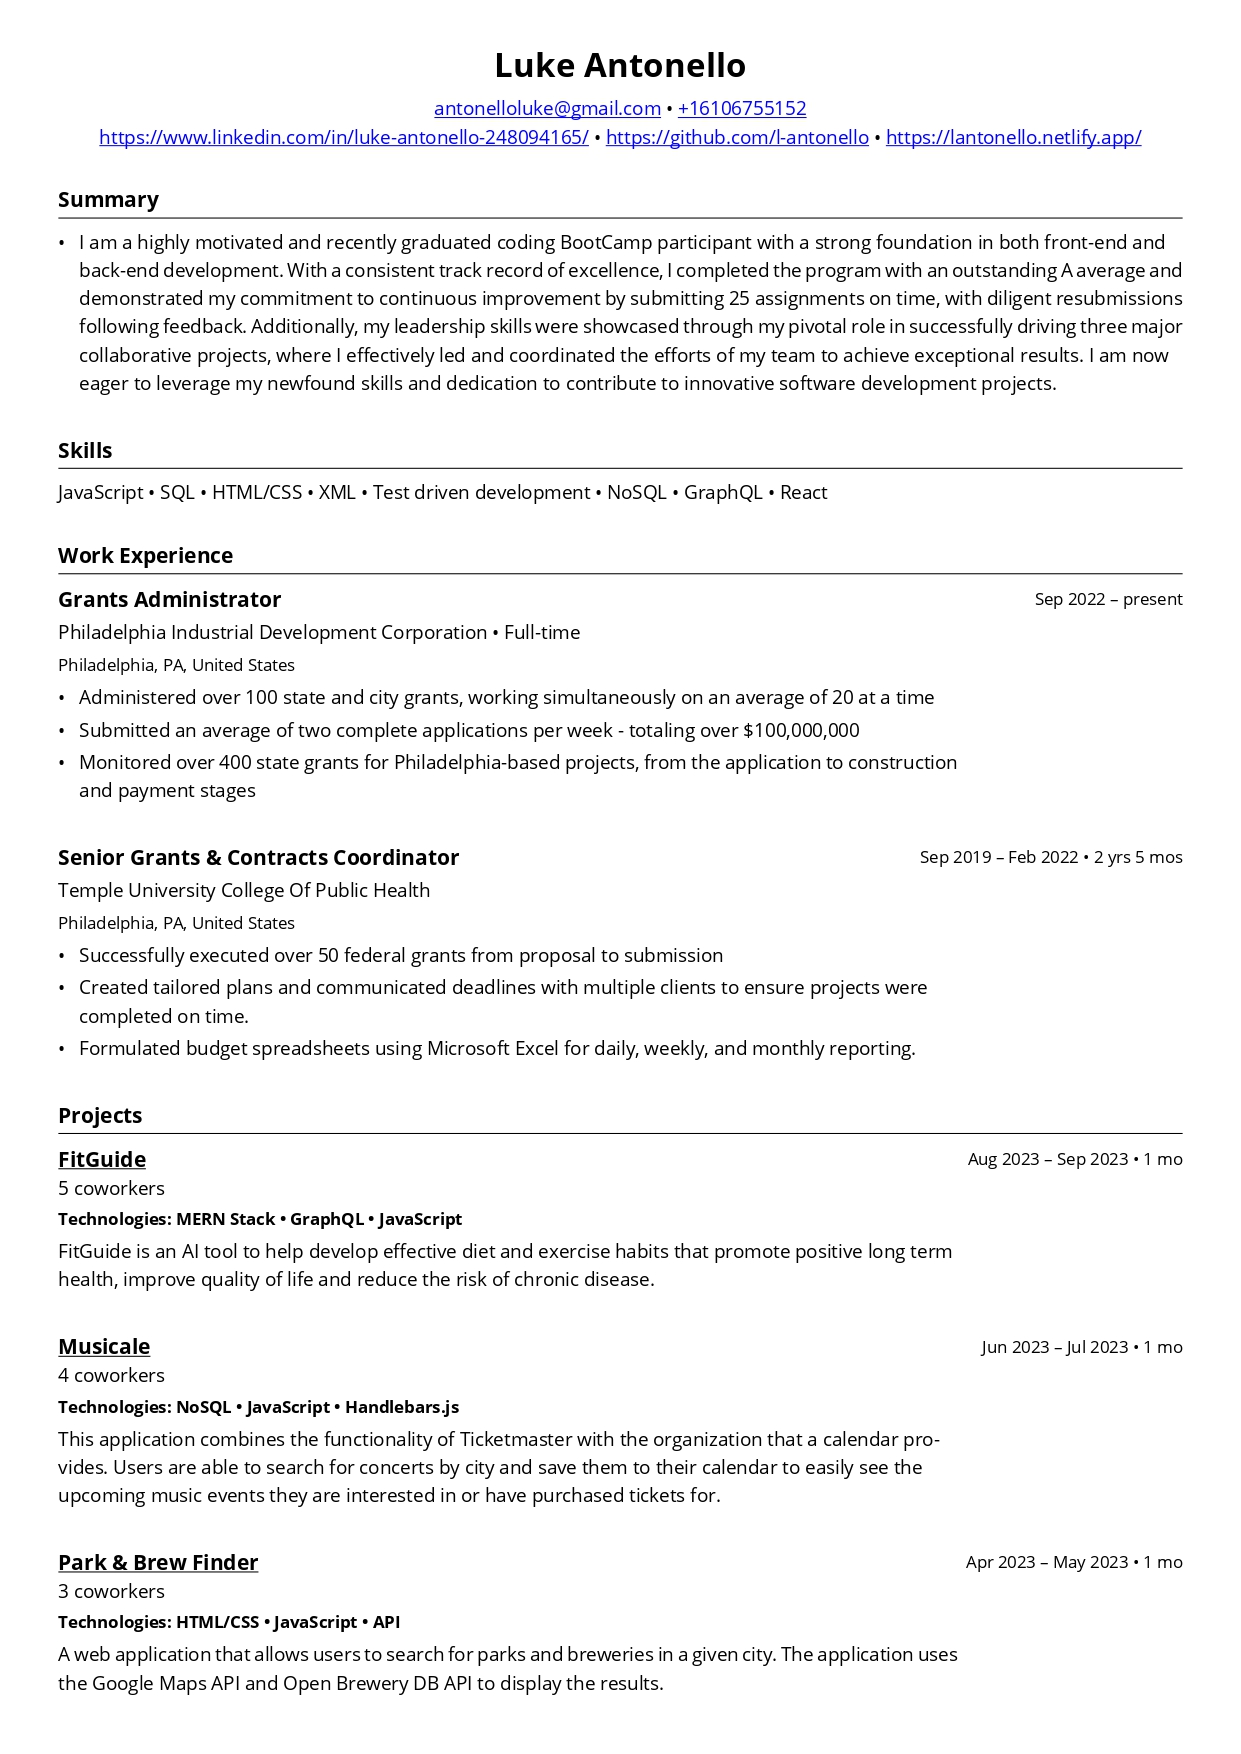 Luke Antonello
antonelloluke@gmail.com • +16106755152
https://www.linkedin.com/in/luke-antonello-248094165/ • https://github.com/l-antonello • https://lantonello.netlify.app/
Summary
• I am a highly motivated and recently graduated coding BootCamp participant with a strong foundation in both front-end and
back-end development. With a consistent track record of excellence, I completed the program with an outstanding A average and
demonstrated my commitment to continuous improvement by submitting 25 assignments on time, with diligent resubmissions
following feedback. Additionally, my leadership skills were showcased through my pivotal role in successfully driving three major
collaborative projects, where I effectively led and coordinated the efforts of my team to achieve exceptional results. I am now
eager to leverage my newfound skills and dedication to contribute to innovative software development projects.
Skills
JavaScript • SQL • HTML/CSS • XML • Test driven development • NoSQL • GraphQL • React
Work Experience
Grants Administrator Sep 2022 – present
Philadelphia Industrial Development Corporation • Full-time
Philadelphia, PA, United States
• Administered over 100 state and city grants, working simultaneously on an average of 20 at a time
• Submitted an average of two complete applications per week - totaling over $100,000,000
• Monitored over 400 state grants for Philadelphia-based projects, from the application to construction
and payment stages
Senior Grants & Contracts Coordinator Sep 2019 – Feb 2022 • 2 yrs 5 mos
Temple University College Of Public Health
Philadelphia, PA, United States
• Successfully executed over 50 federal grants from proposal to submission
• Created tailored plans and communicated deadlines with multiple clients to ensure projects were
completed on time.
• Formulated budget spreadsheets using Microsoft Excel for daily, weekly, and monthly reporting.
Projects
FitGuide Aug 2023 – Sep 2023 • 1 mo
5 coworkers
Technologies: MERN Stack • GraphQL • JavaScript
FitGuide is an AI tool to help develop effective diet and exercise habits that promote positive long term
health, improve quality of life and reduce the risk of chronic disease.
Musicale Jun 2023 – Jul 2023 • 1 mo
4 coworkers
Technologies: NoSQL • JavaScript • Handlebars.js
This application combines the functionality of Ticketmaster with the organization that a calendar pro-
vides. Users are able to search for concerts by city and save them to their calendar to easily see the
upcoming music events they are interested in or have purchased tickets for.
Park & Brew Finder Apr 2023 – May 2023 • 1 mo
3 coworkers
Technologies: HTML/CSS • JavaScript • API
A web application that allows users to search for parks and breweries in a given city. The application uses
the Google Maps API and Open Brewery DB API to display the results.